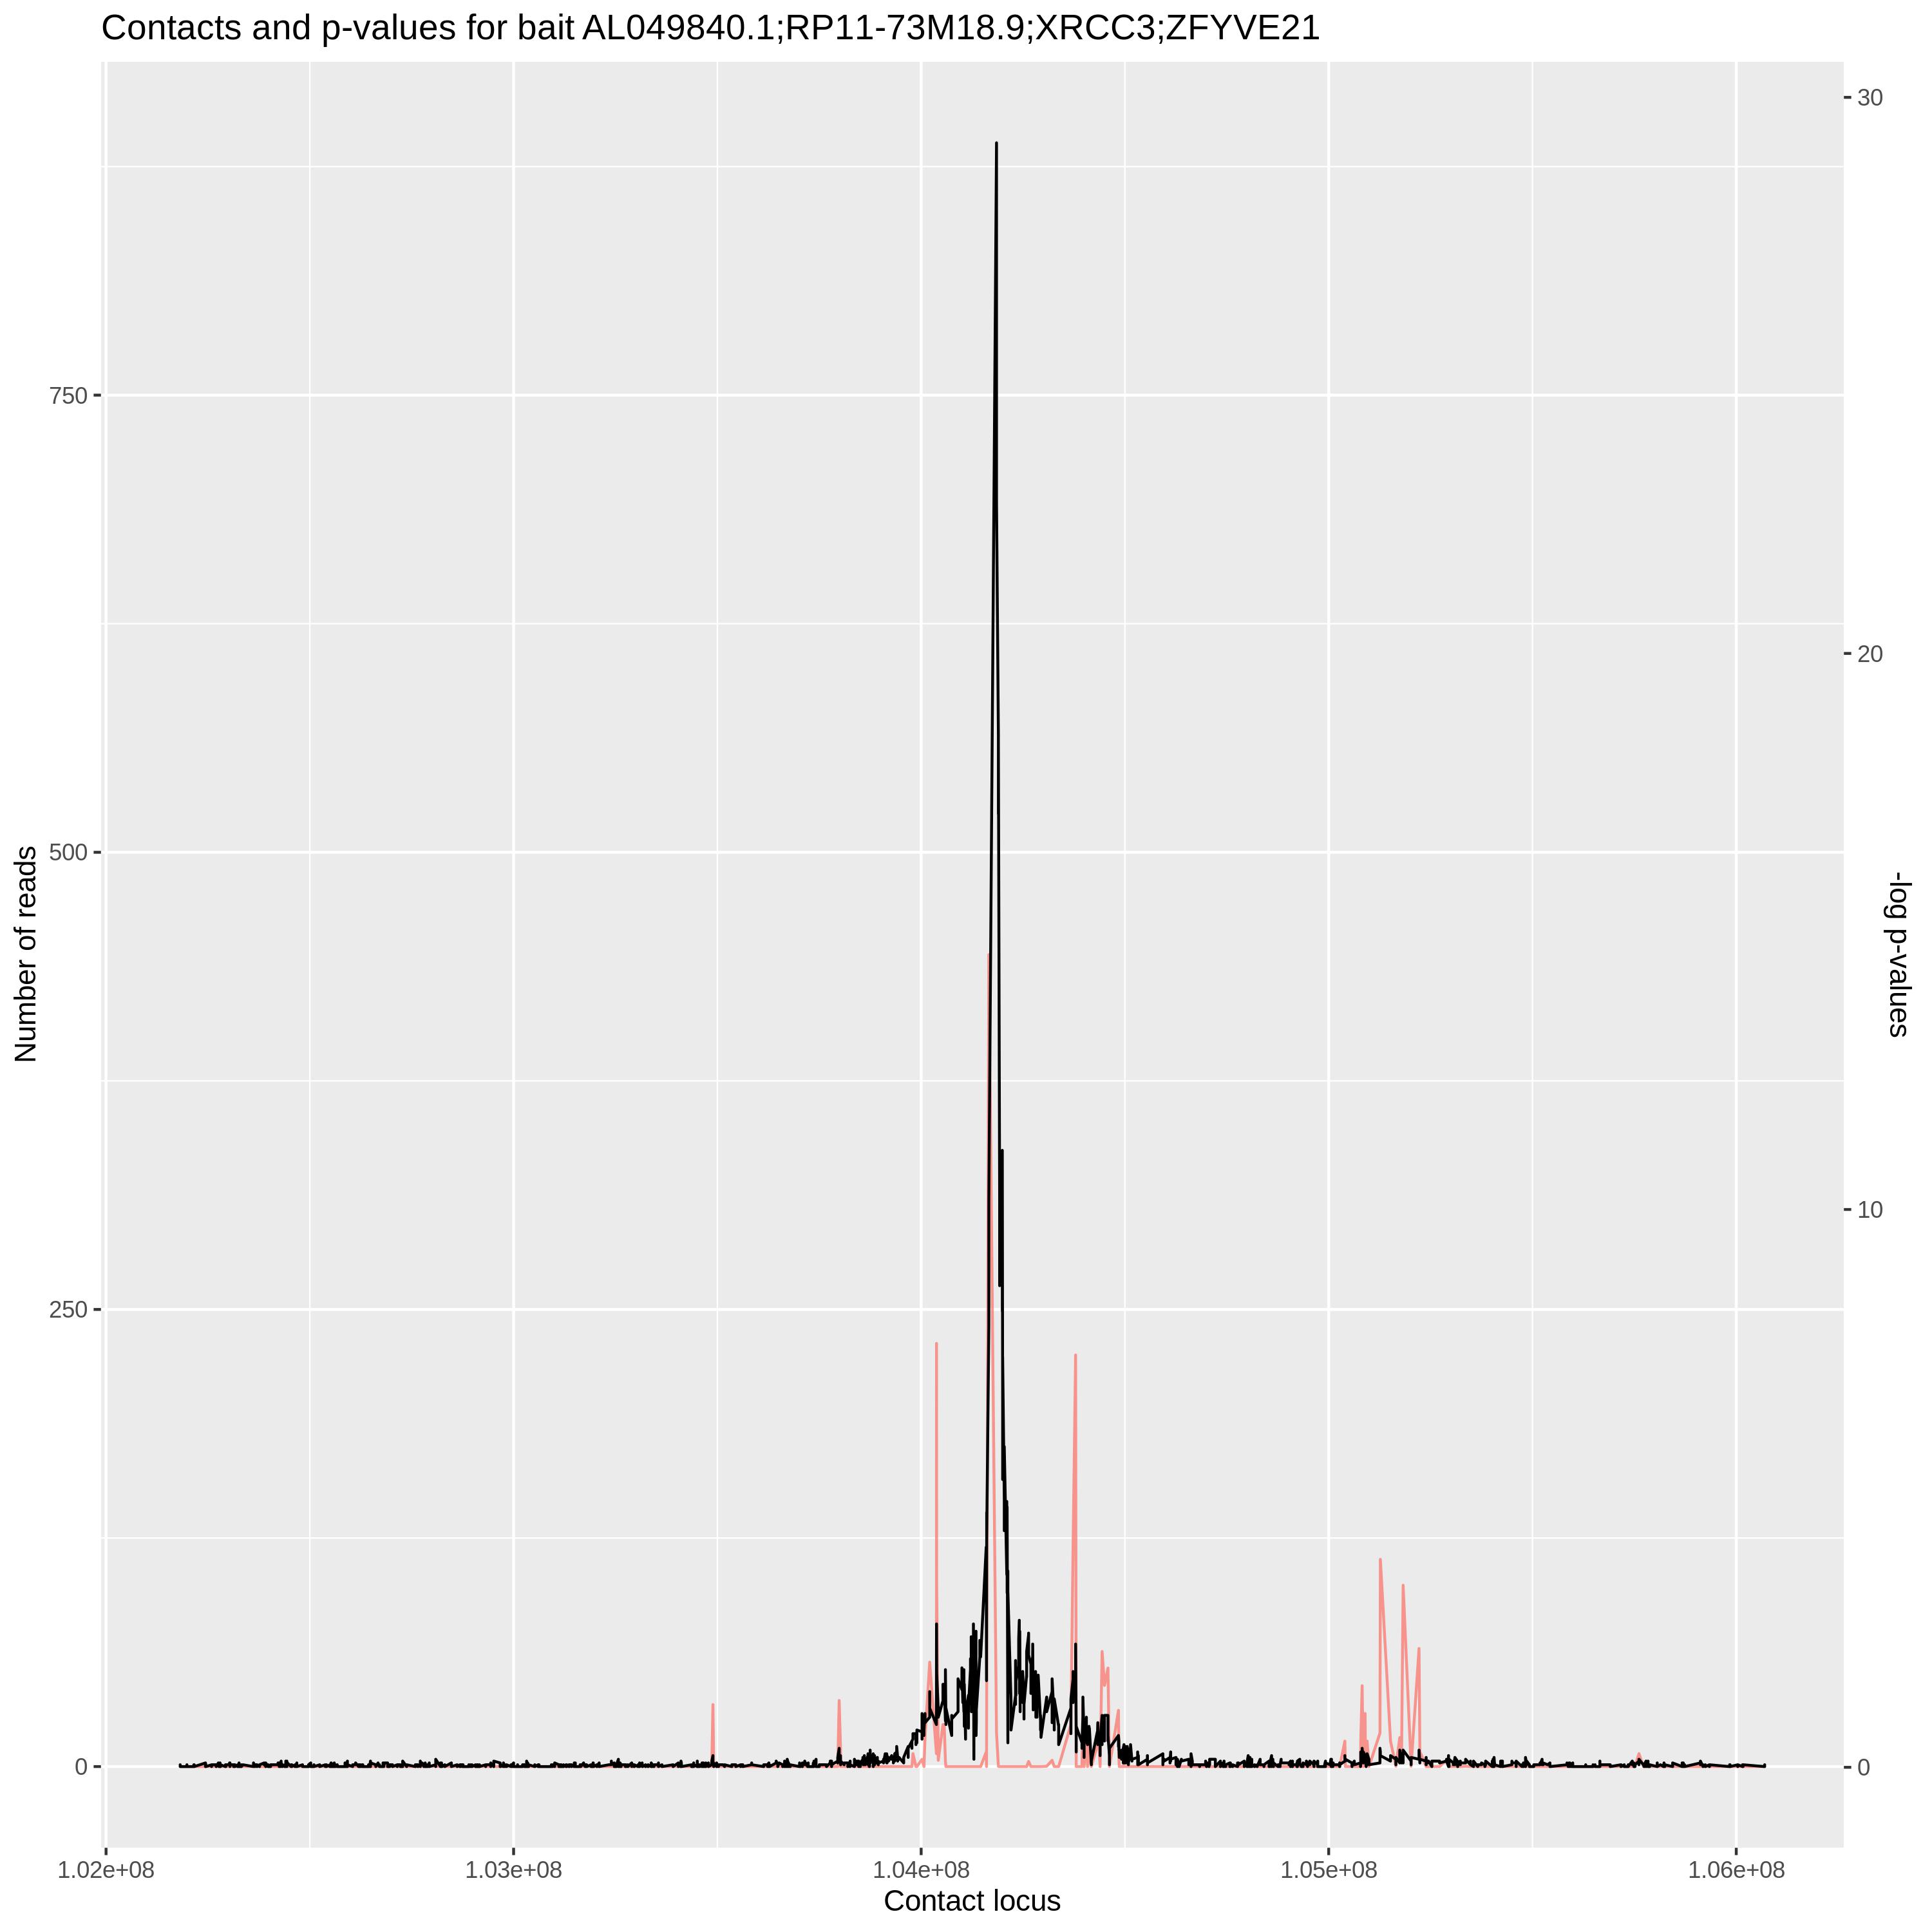 Contacts and p-values for bait AL049840.1;RP11-73M18.9;XRCC3;ZFYVE21
30
750
20
500
Number of reads
-log p-values
10
250
0
0
1.02e+08
1.03e+08
1.04e+08
1.05e+08
1.06e+08
Contact locus